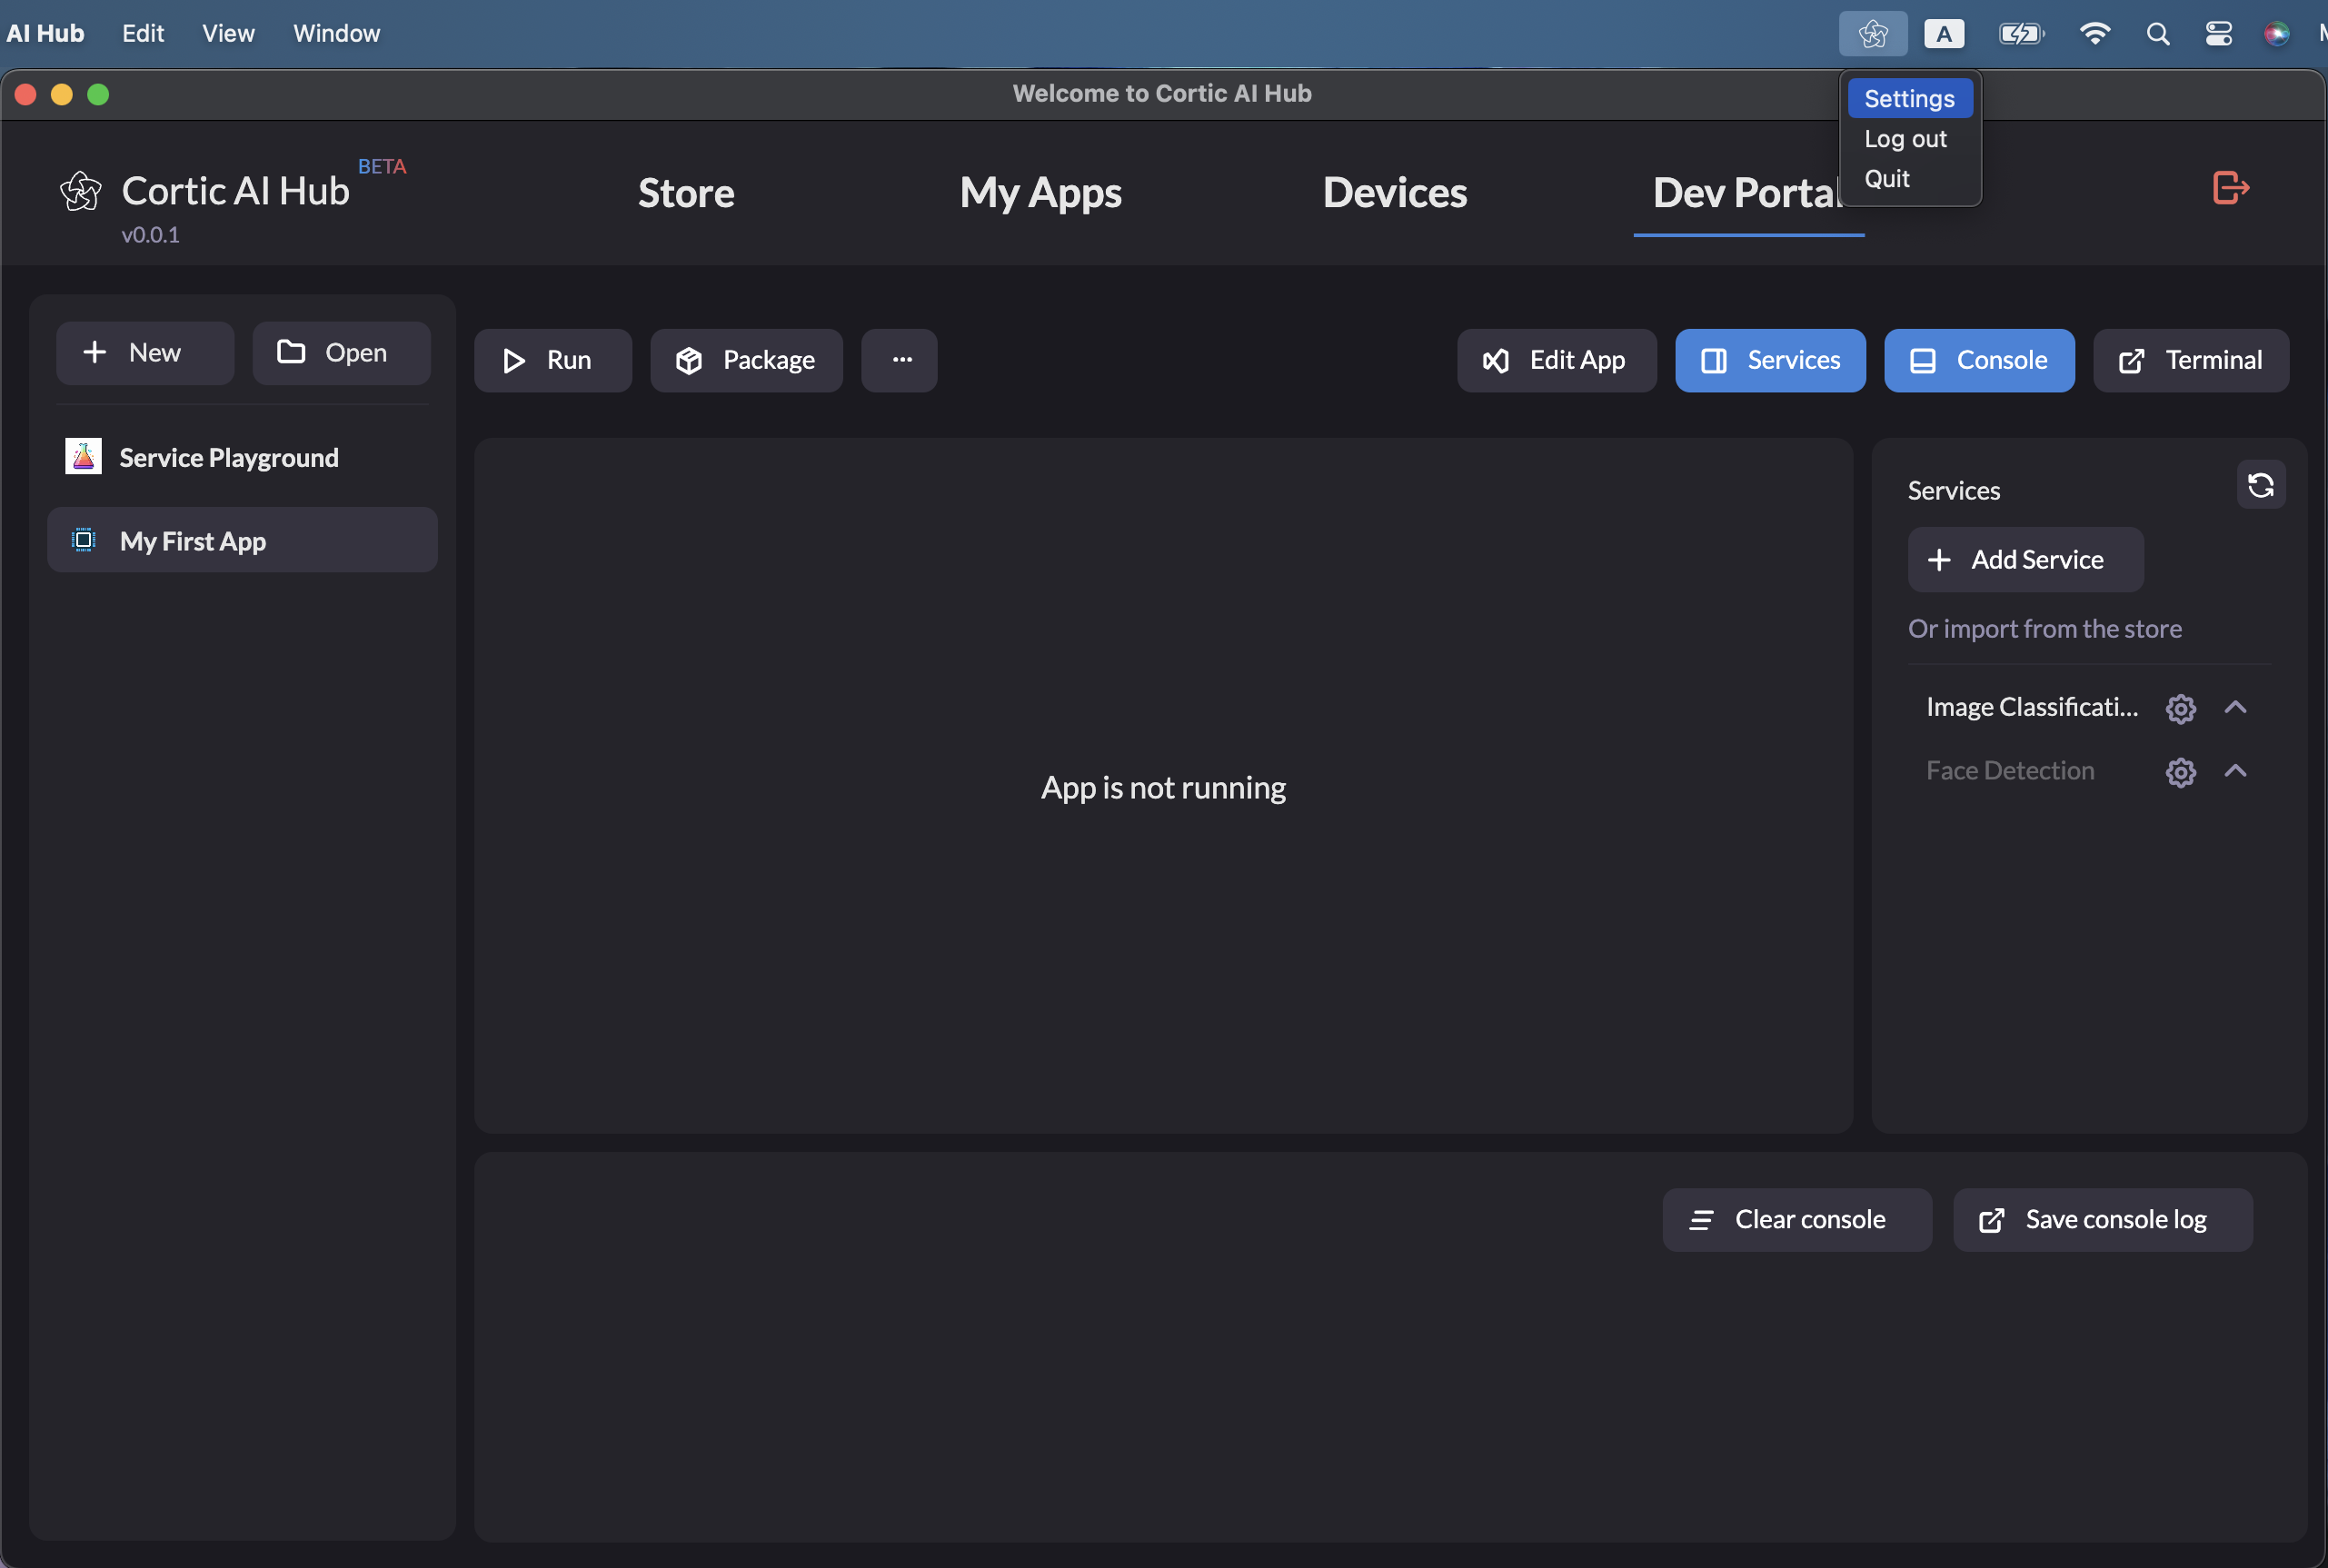 AI Hub Edit View Window A
Welcome to Cortic AI Hub
Settings
Log out
Quit
Cortic AI Hub BETA
v0.0.1
Store My Apps Devices Dev Portal
New Open
Run Package ... Edit App Services Console Terminal
Service Playground
My First App
App is not running
Services
Add Service
Or import from the store
Image Classificati...
Face Detection
Clear console Save console log